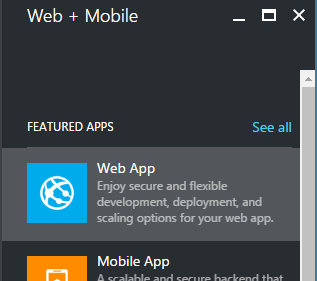 Web + Mobile
FEATURED APPS
See all
Web App
Enjoy secure and flexible
development, deployment, and
scaling options for your web app.
Mobile App
A scalable and secure backend that